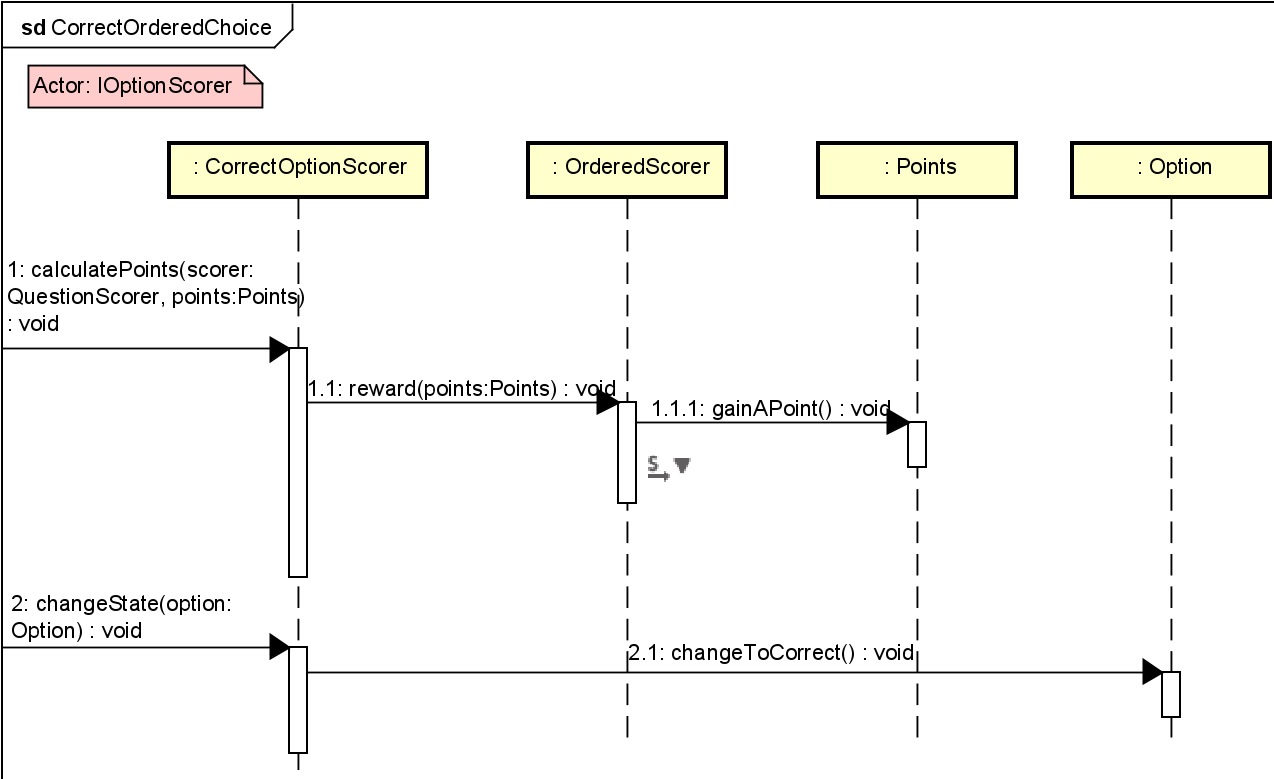 sd CorrectOrderedChoice
Actor: IOptionScorer
: CorrectOptionScorer
: OrderedScorer
: Points
: Option
1: calculatePoints(scorer:
QuestionScorer, points:Points)
: void
1.1: reward(points:Points) : void
1.1.1: gainAPoint() : void
S
2: changeState(option:
Option) : void
2.1: changeToCorrect() : void